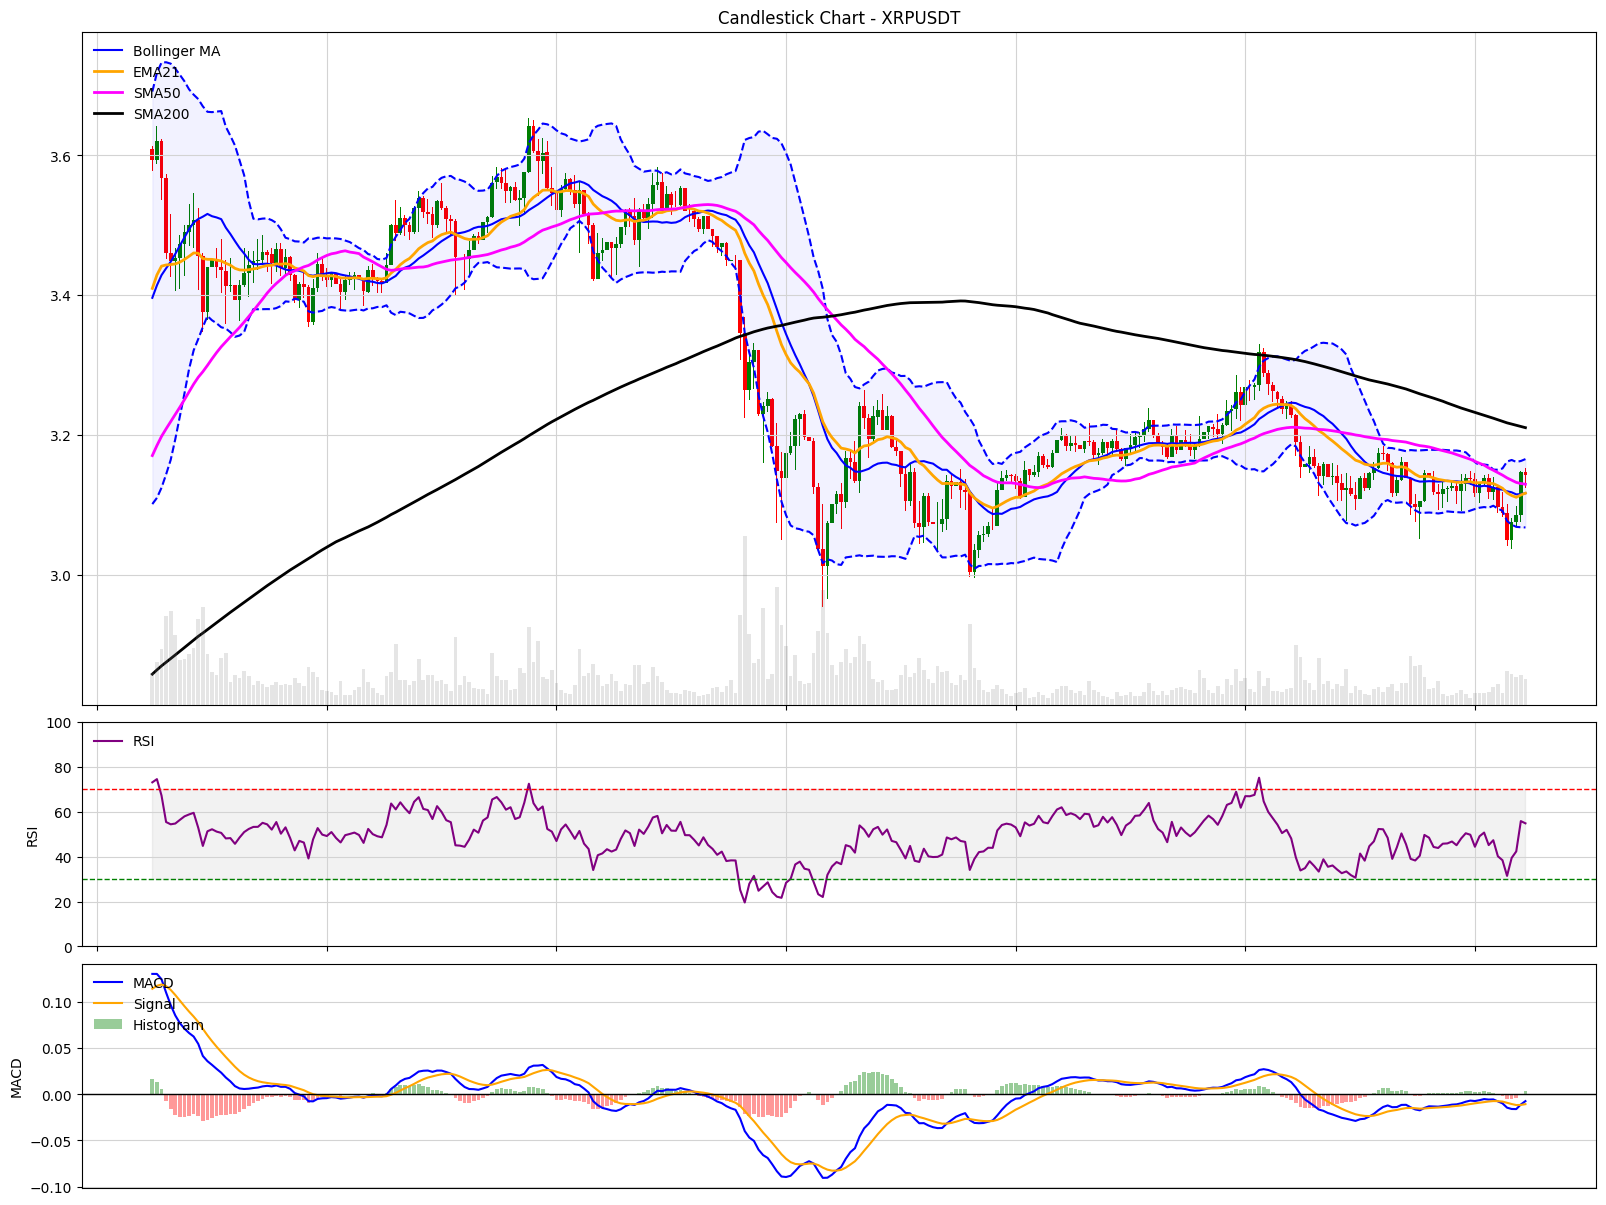 Candlestick Chart - XRPUSDT
Bollinger MA
EMA21
SMA50
SMA200
3.6
3.4
3.2
3.0
RSI
100
80
60
40
20
0
RSI
MACD
Signal
Histogram
0.10
0.05
0.00
−0.05
−0.10
MACD